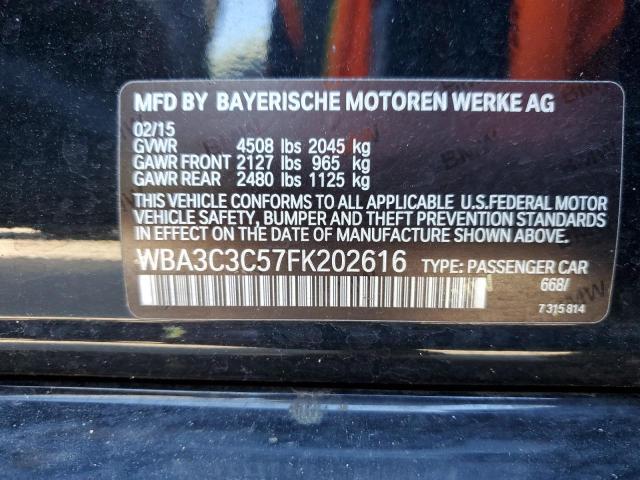 MFD BY BAYERISCHE MOTOREN WERKE AG
02/15
GVWR 4508 lbs 2045 kg
GAWR FRONT 2127 lbs 965 kg
GAWR REAR 2480 lbs 1125 kg
THIS VEHICLE CONFORMS TO ALL APPLICABLE U.S.FEDERAL MOTOR
VEHICLE SAFETY, BUMPER AND THEFT PREVENTION STANDARDS
IN EFFECT ON THE DATE OF MANUFACTURE SHOWN ABOVE.
WBA3C3C57FK202616 TYPE: PASSENGER CAR
668/
7315814